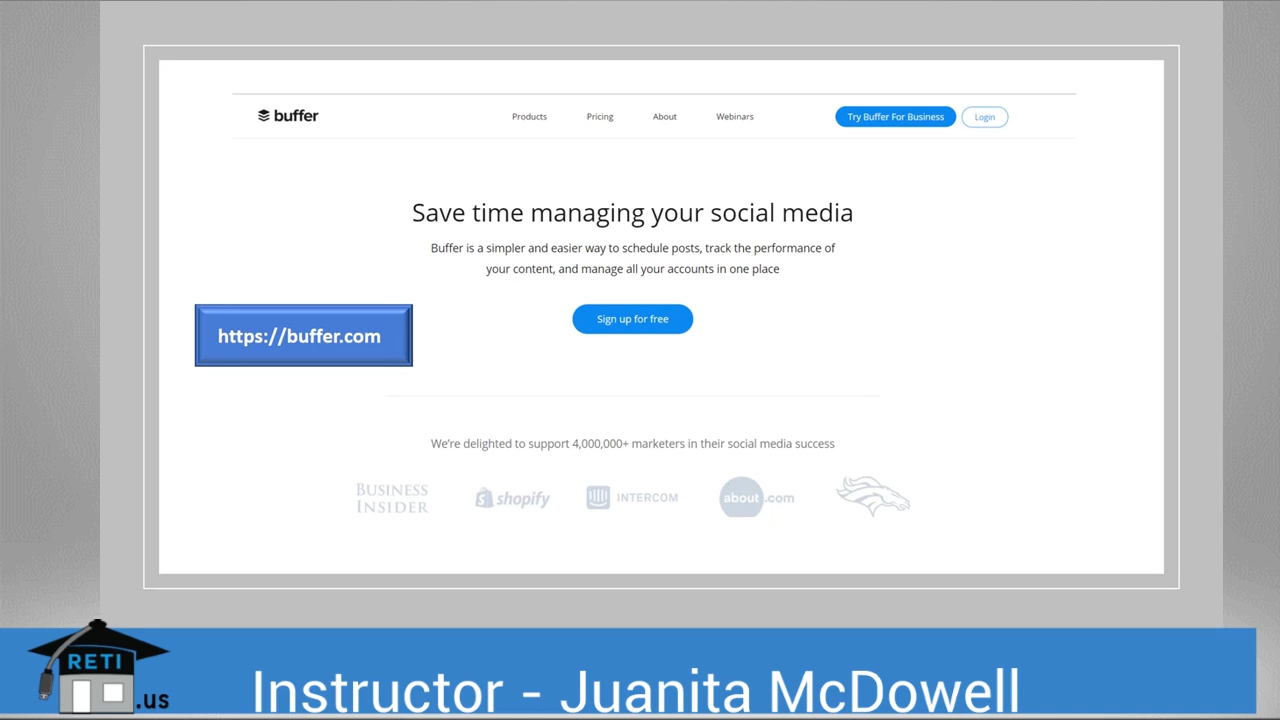 buffer
Products Pricing About Webinars Try Buffer For Business Login
Save time managing your social media
Buffer is a simpler and easier way to schedule posts, track the performance of
your content, and manage all your accounts in one place
Sign up for free
https://buffer.com
We're delighted to support 4,000,000+ marketers in their social media success
BUSINESS
INSIDER
shopify
INTERCOM
about.com
RETI
.us
Instructor - Juanita McDowell